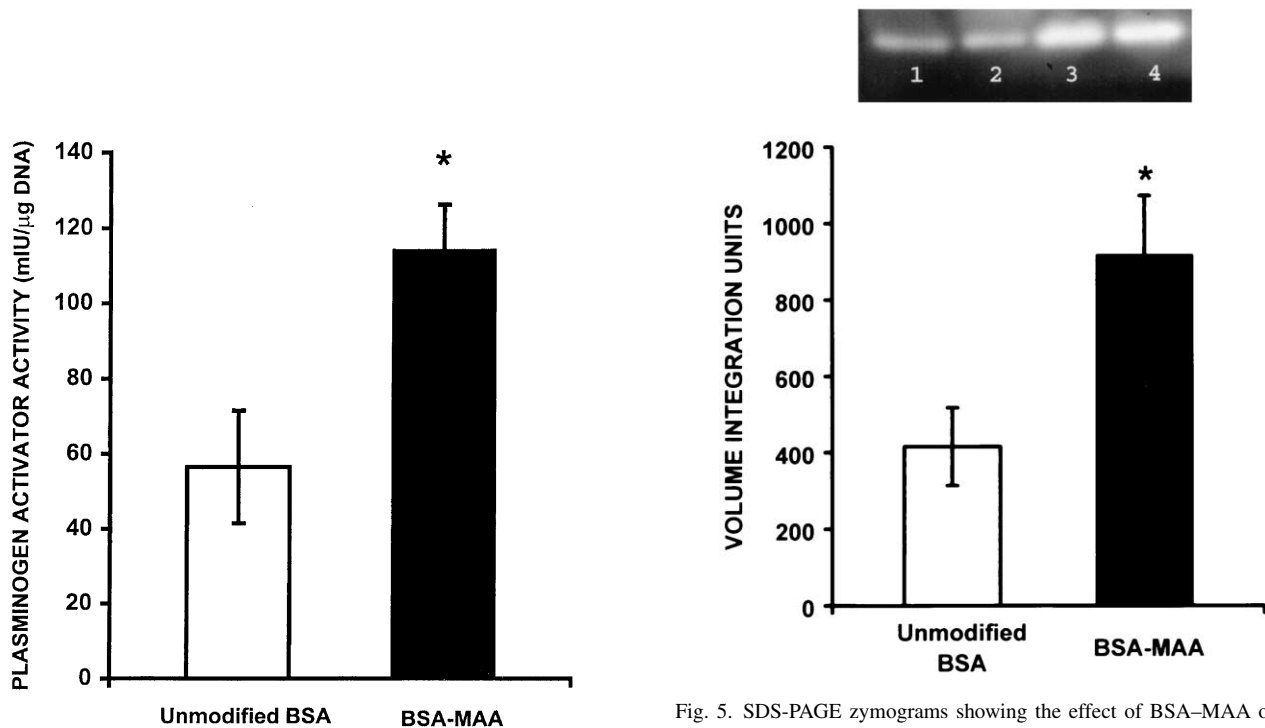 PLASMINOGEN ACTIVATOR ACTIVITY (mIU/µg DNA)
140
120
100
80
60
40
20
0
*
Unmodified BSA
BSA-MAA
1 2 3 4
VOLUME INTEGRATION UNITS
1200
1000
800
600
400
200
0
*
Unmodified
BSA
BSA-MAA
Fig. 5. SDS-PAGE zymograms showing the effect of BSA–MAA o